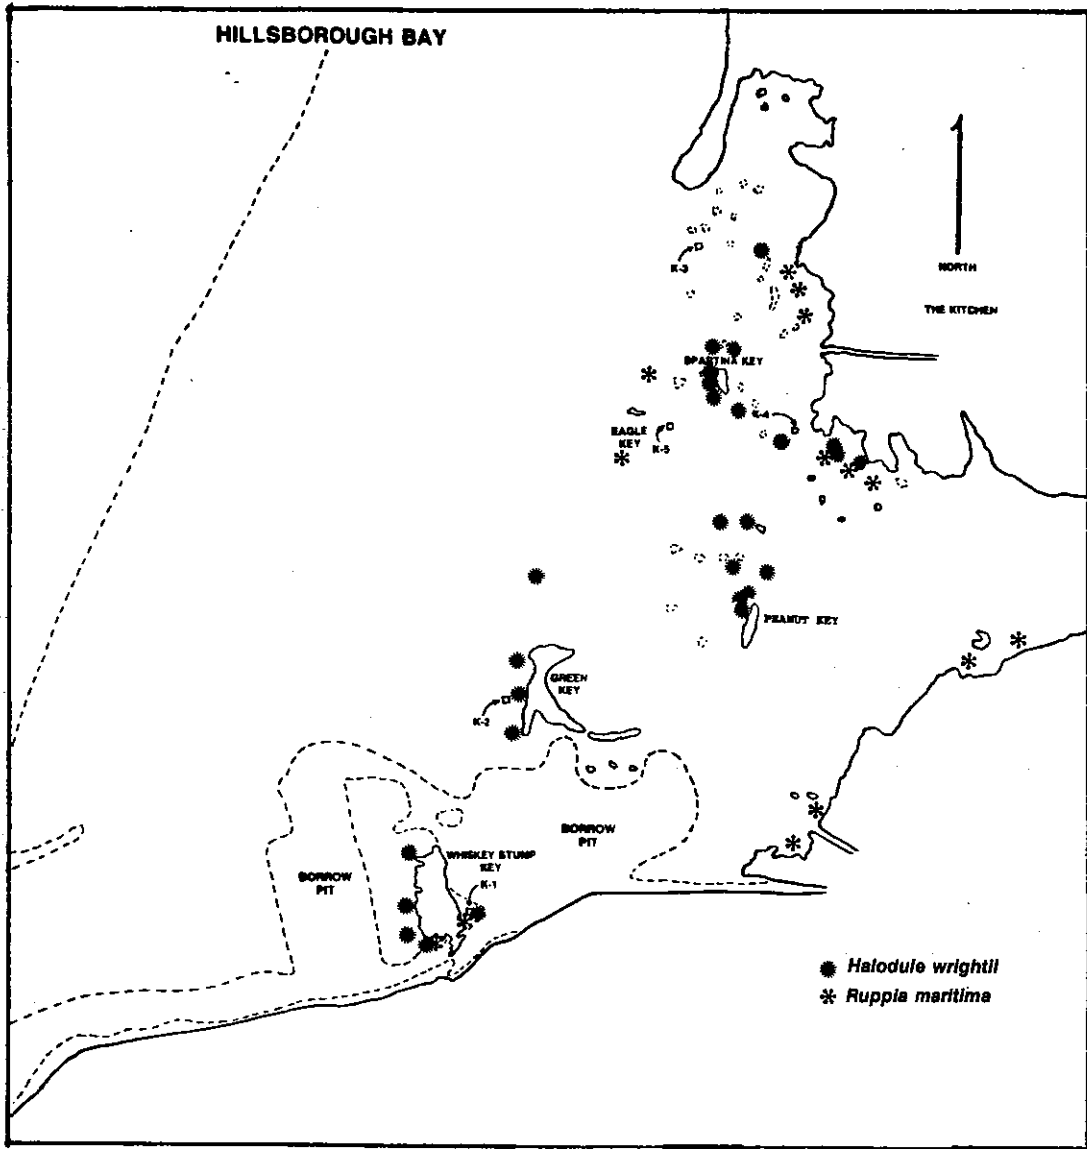 HILLSBOROUGH BAY
NORTH
THE KITCHEN
K-3
SPARTINA KEY
K-4
EAGLE
KEY
K-5
PEANUT KEY
GREEN
KEY
K-2
BORROW
PIT
WHISKEY STUMP
KEY
K-1
BORROW
PIT
Halodule wrightii
Ruppia maritima